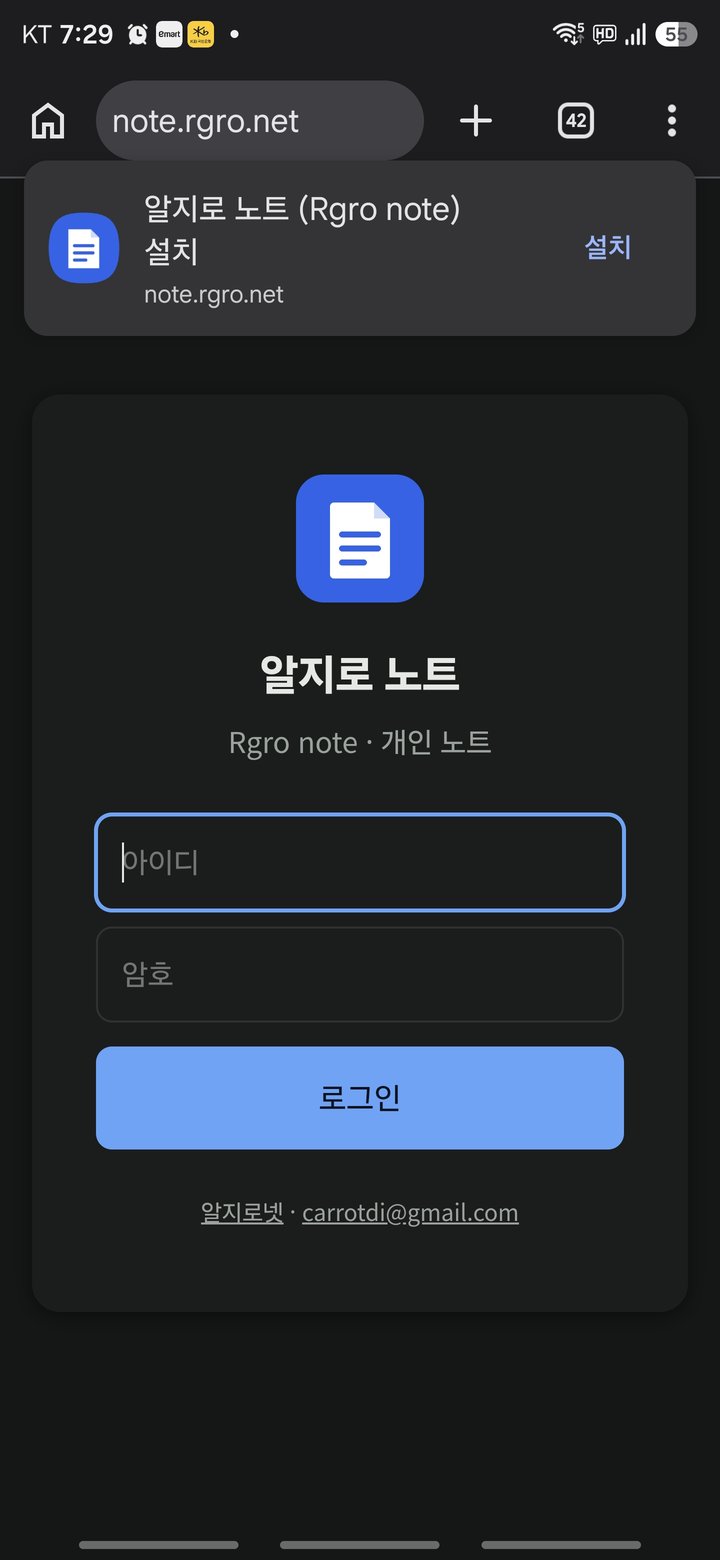 KT 7:29 emart 55
note.rgro.net 42
알지로 노트 (Rgro note)
설치
설치
note.rgro.net
알지로 노트
Rgro note · 개인 노트
아이디
암호
로그인
알지로넷 · carrotdi@gmail.com